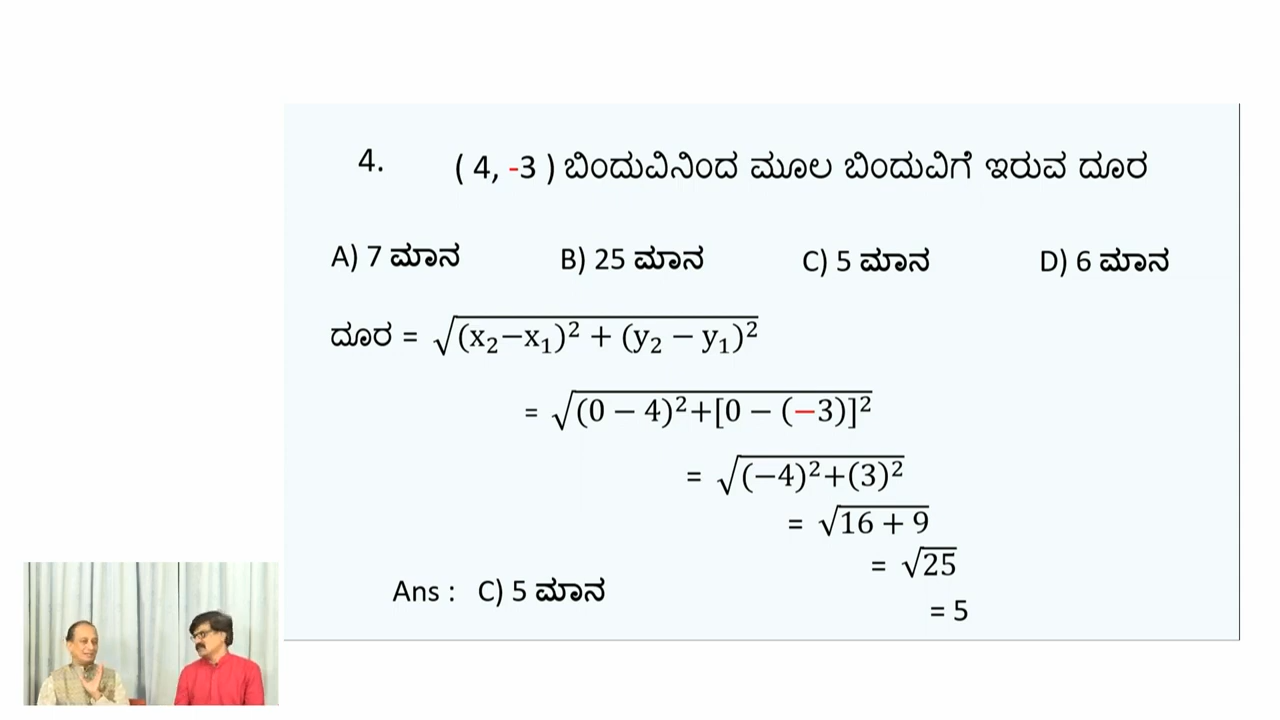 4. ( 4, -3 ) ಬಿಂದುವಿನಿಂದ ಮೂಲ ಬಿಂದುವಿಗೆ ಇರುವ ದೂರ
A) 7 ಮಾನ B) 25 ಮಾನ C) 5 ಮಾನ D) 6 ಮಾನ
ದೂರ = √(x₂−x₁)² + (y₂ − y₁)²
= √(0 − 4)²+[0 − (−3)]²
= √(−4)²+(3)²
= √16 + 9
= √25
Ans : C) 5 ಮಾನ
= 5